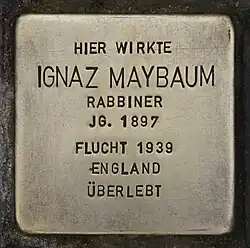 HIER WIRKTE
IGNAZ MAYBAUM
RABBINER
JG. 1897
FLUCHT 1939
ENGLAND
ÜBERLEBT